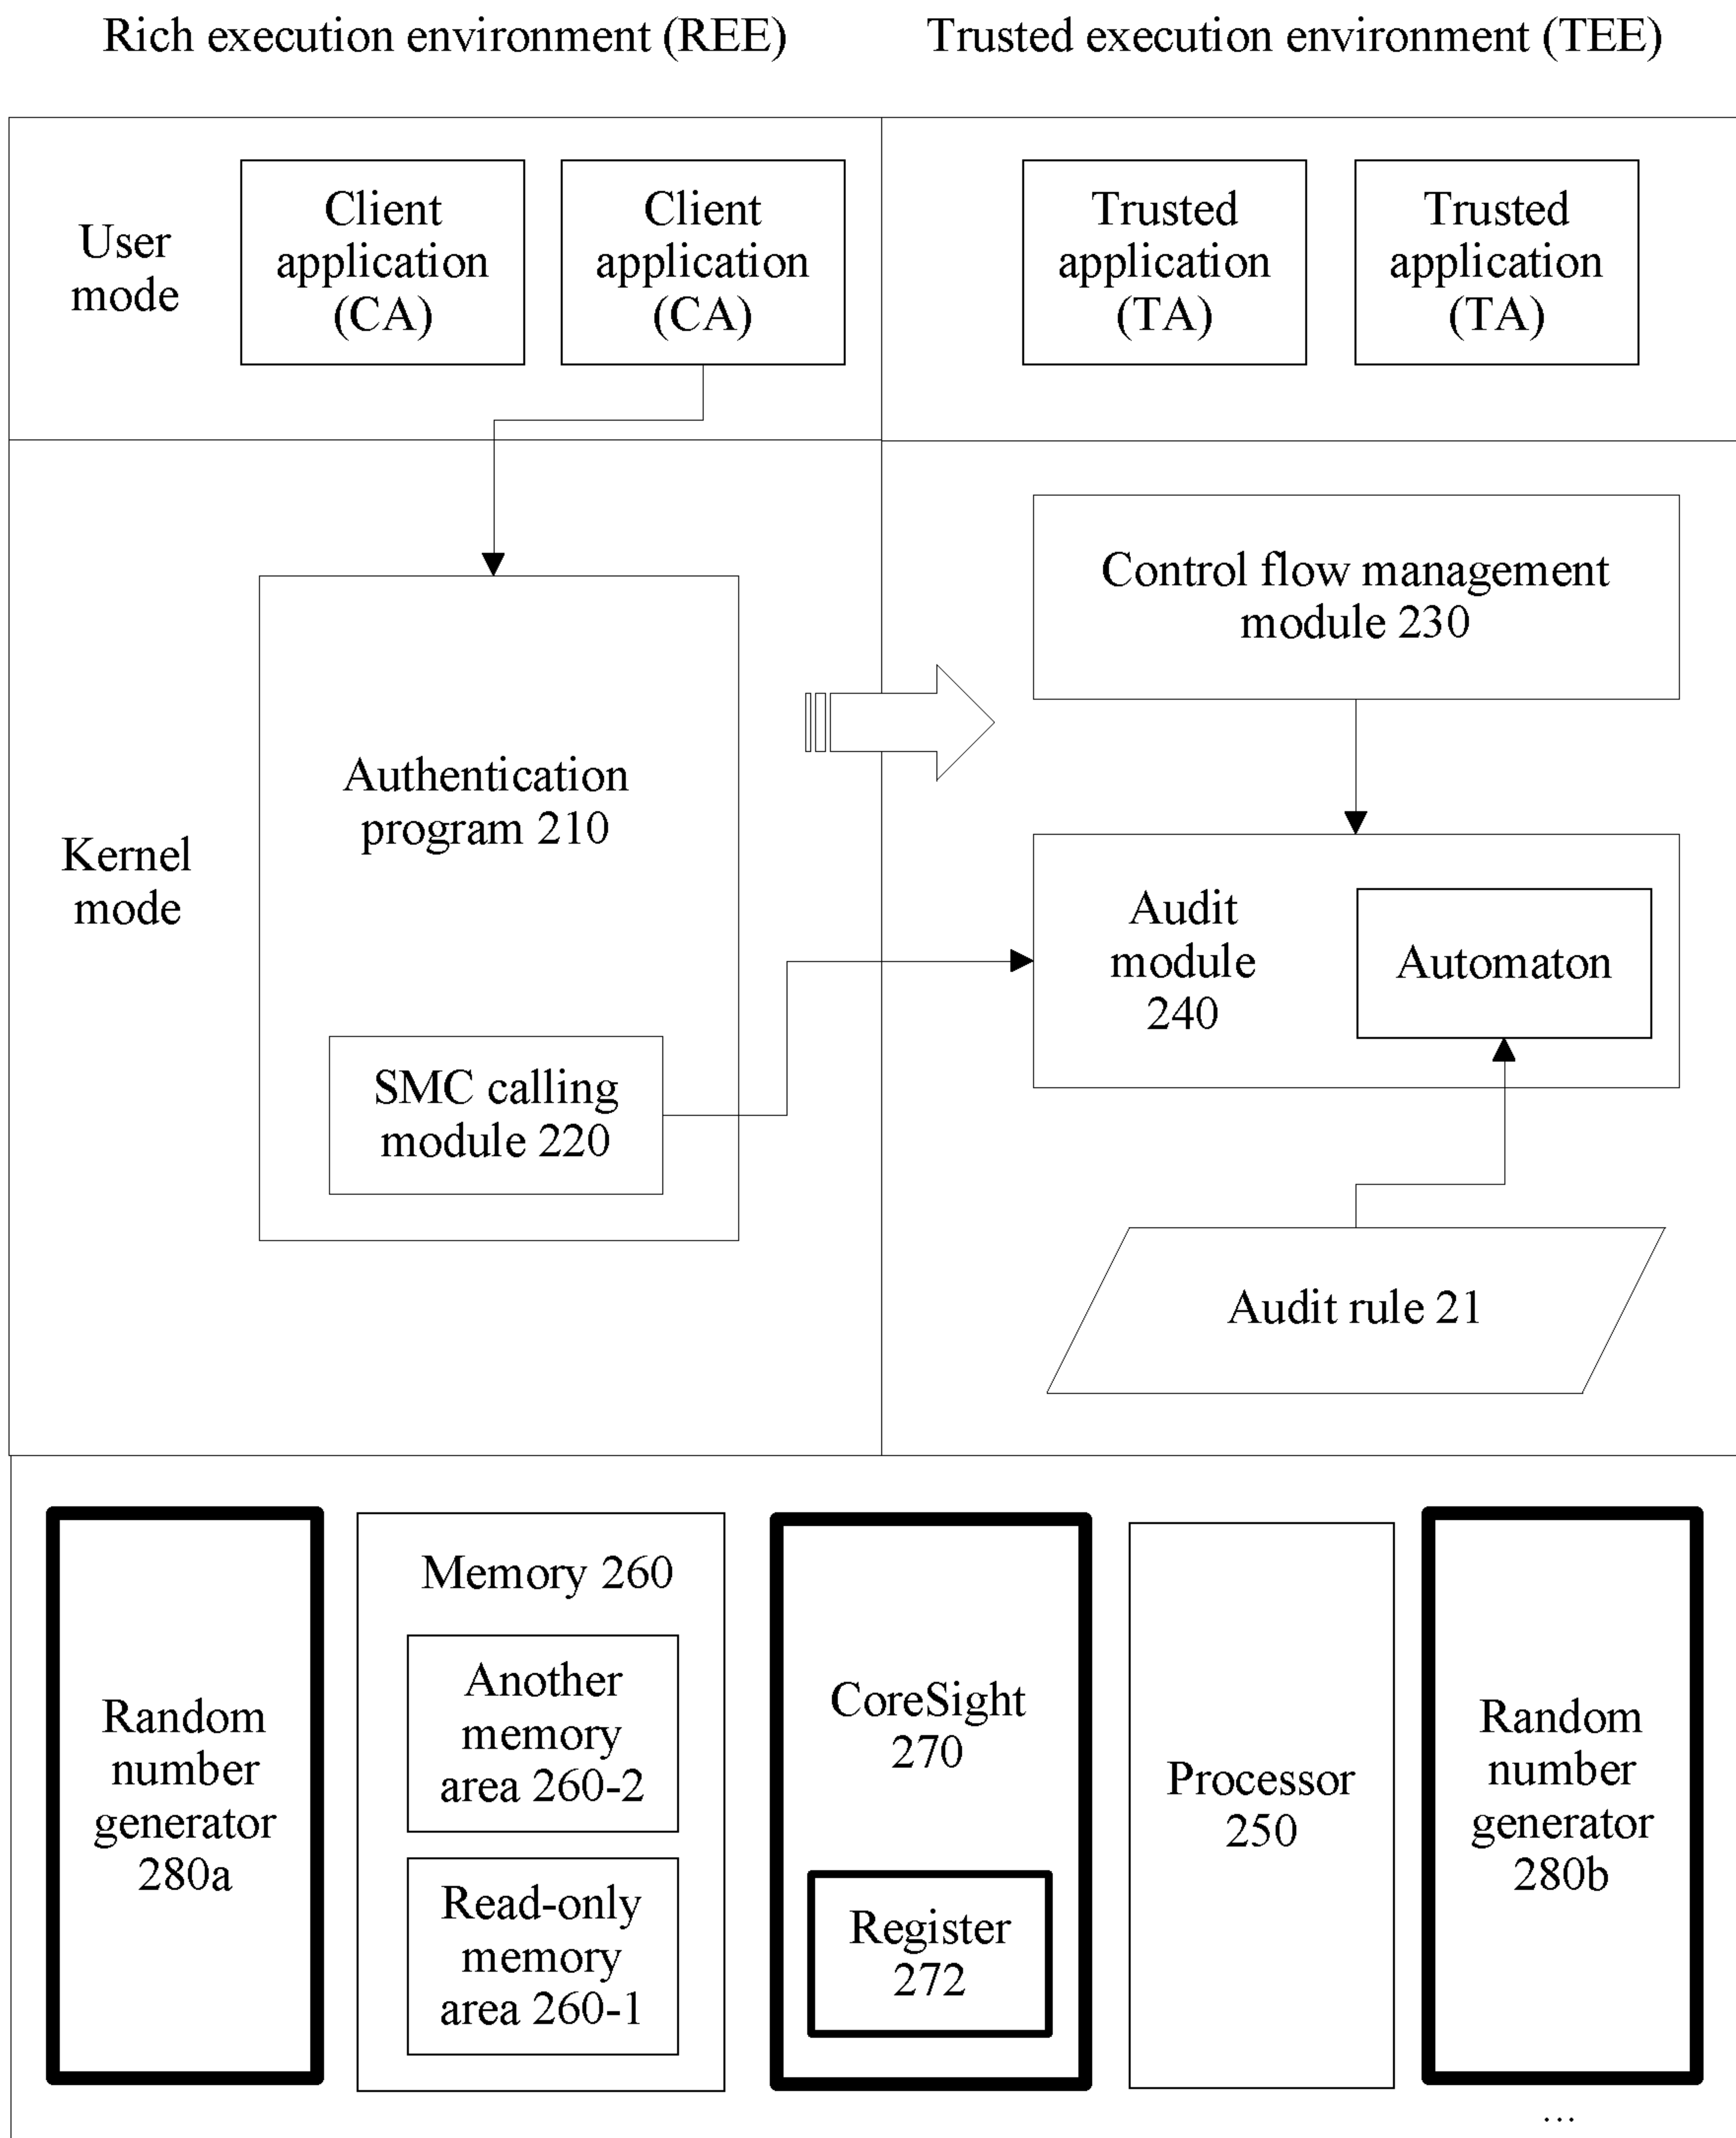 Rich execution environment (REE)
Trusted execution environment (TEE)
User
mode
Client
application
(CA)
Client
application
(CA)
Trusted
application
(TA)
Trusted
application
(TA)
Kernel
mode
Authentication
program 210
SMC calling
module 220
Control flow management
module 230
Audit
module
240
Automaton
Audit rule 21
Random
number
generator
280a
Memory 260
Another
memory
area 260-2
Read-only
memory
area 260-1
CoreSight
270
Register
272
Processor
250
Random
number
generator
280b
...